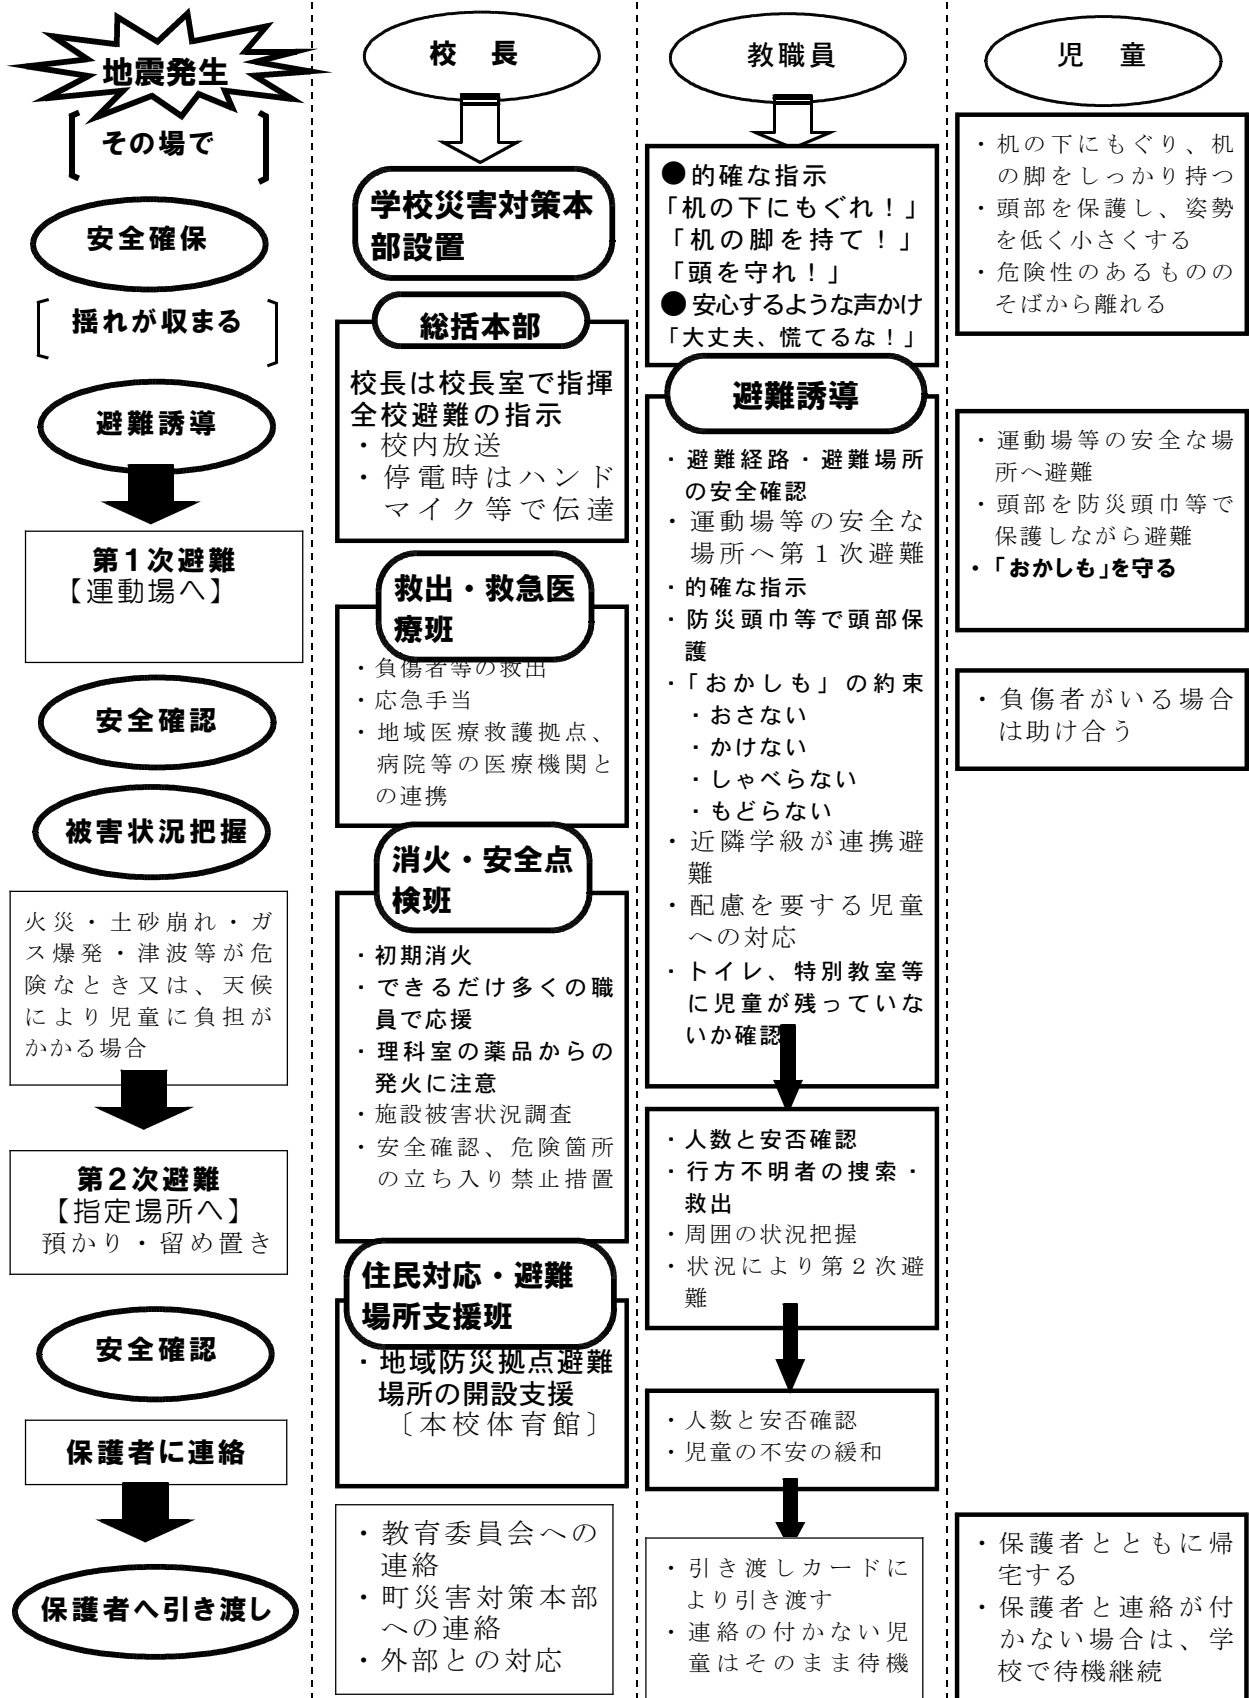 地震発生
その場で
安全確保
揺れが収まる
避難誘導
第1次避難
【運動場へ】
安全確認
被害状況把握
火災・土砂崩れ・ガ
ス爆発・津波等が危
険なとき又は、天候
により児童に負担が
かかる場合
第2次避難
【指定場所へ】
預かり・留め置き
安全確認
保護者に連絡
保護者へ引き渡し
校　長
学校災害対策本
部設置
総括本部
校長は校長室で指揮
全校避難の指示
・校内放送
・停電時はハンド
マイク等で伝達
救出・救急医
療班
・負傷者等の救出
・応急手当
・地域医療救護拠点、
病院等の医療機関と
の連携
消火・安全点
検班
・初期消火
・できるだけ多くの職
員で応援
・理科室の薬品からの
発火に注意
・施設被害状況調査
・安全確認、危険箇所
の立ち入り禁止措置
住民対応・避難
場所支援班
・地域防災拠点避難
場所の開設支援
〔本校体育館〕
・教育委員会への
連絡
・町災害対策本部
への連絡
・外部との対応
教職員
●的確な指示
「机の下にもぐれ！」
「机の脚を持て！」
「頭を守れ！」
●安心するような声かけ
「大丈夫、慌てるな！」
避難誘導
・避難経路・避難場所
の安全確認
・運動場等の安全な
場所へ第１次避難
・的確な指示
・防災頭巾等で頭部保
護
・「おかしも」の約束
・おさない
・かけない
・しゃべらない
・もどらない
・近隣学級が連携避
難
・配慮を要する児童
への対応
・トイレ、特別教室等
に児童が残っていな
いか確認
・人数と安否確認
・行方不明者の捜索・
救出
・周囲の状況把握
・状況により第２次避
難
・人数と安否確認
・児童の不安の緩和
・引き渡しカードに
より引き渡す
・連絡の付かない児
童はそのまま待機
児　童
・机の下にもぐり、机
の脚をしっかり持つ
・頭部を保護し、姿勢
を低く小さくする
・危険性のあるものの
そばから離れる
・運動場等の安全な場
所へ避難
・頭部を防災頭巾等で
保護しながら避難
・「おかしも」を守る
・負傷者がいる場合
は助け合う
・保護者とともに帰
宅する
・保護者と連絡が付
かない場合は、学
校で待機継続